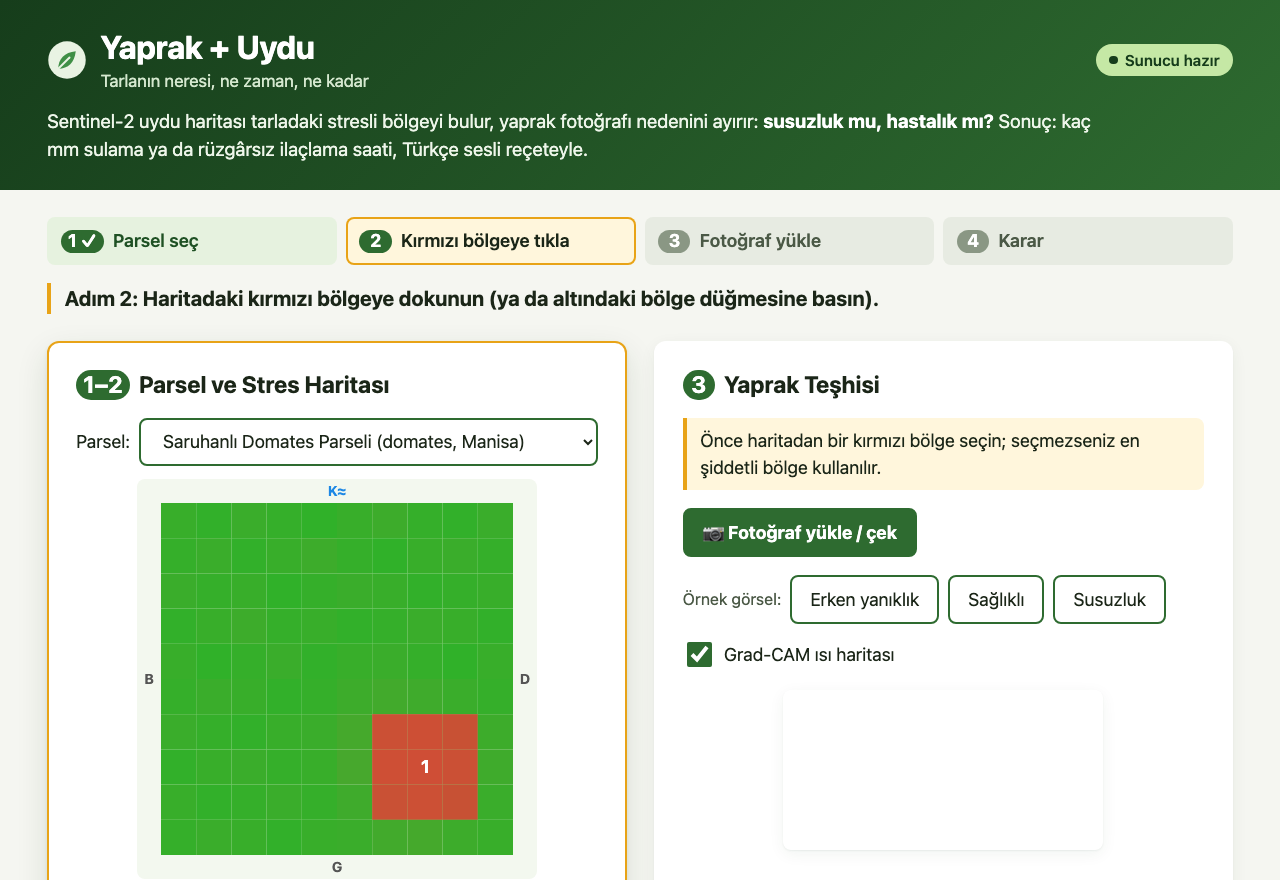 Yaprak + Uydu
Tarlanın neresi, ne zaman, ne kadar
Sunucu hazır
Sentinel-2 uydu haritası tarladaki stresli bölgeyi bulur, yaprak fotoğrafı nedenini ayırır: susuzluk mu, hastalık mı? Sonuç: kaç
mm sulama ya da rüzgârsız ilaçlama saati, Türkçe sesli reçeteyle.
1 ✓ Parsel seç
2 Kırmızı bölgeye tıkla
3 Fotoğraf yükle
4 Karar
Adım 2: Haritadaki kırmızı bölgeye dokunun (ya da altındaki bölge düğmesine basın).
1–2 Parsel ve Stres Haritası
Parsel: Saruhanlı Domates Parseli (domates, Manisa)
K≈
B
D
1
G
3 Yaprak Teşhisi
Önce haritadan bir kırmızı bölge seçin; seçmezseniz en
şiddetli bölge kullanılır.
📷 Fotoğraf yükle / çek
Örnek görsel: Erken yanıklık Sağlıklı Susuzluk
Grad-CAM ısı haritası